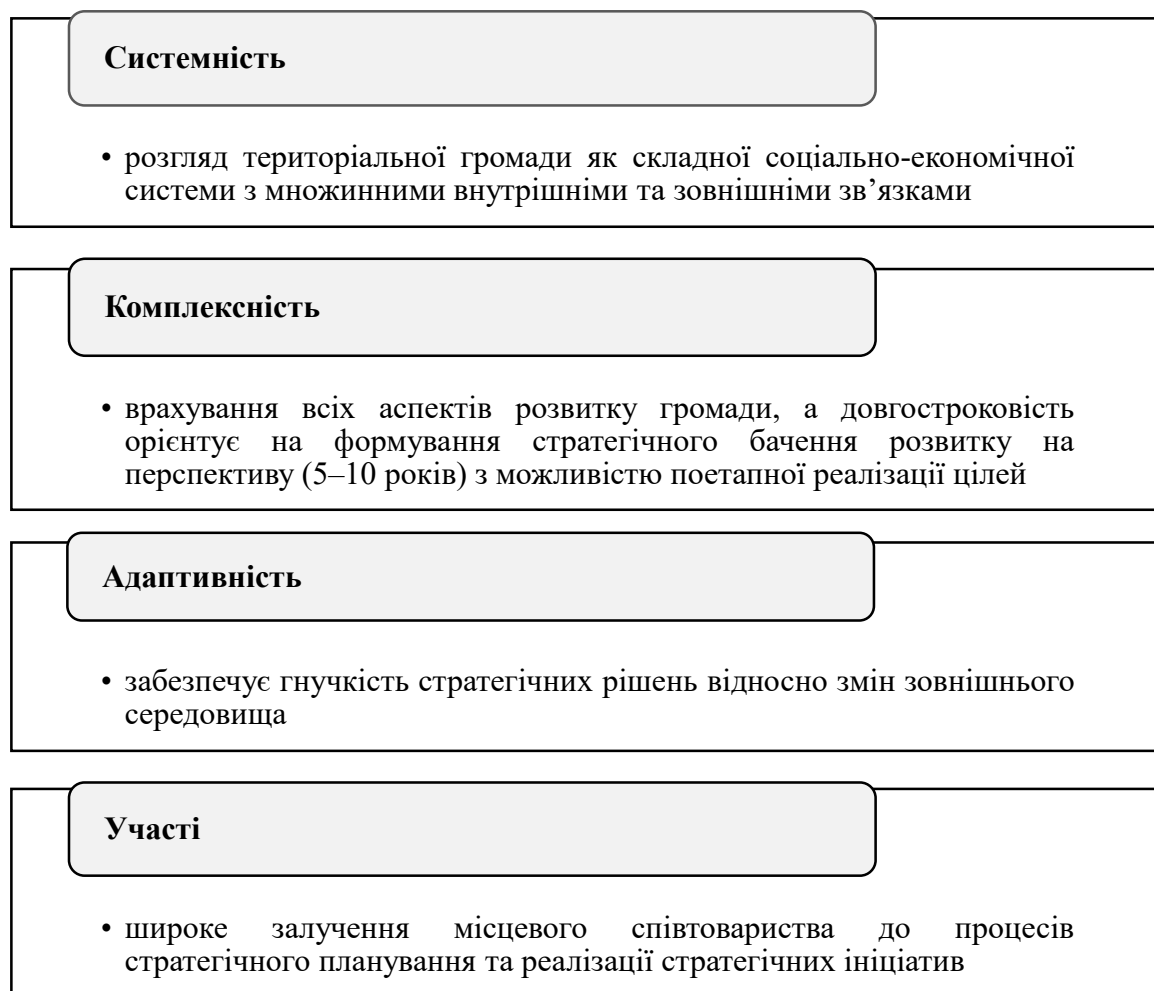 Системність
• розгляд територіальної громади як складної соціально-економічної
системи з множинними внутрішніми та зовнішніми зв’язками
Комплексність
• врахування всіх аспектів розвитку громади, а довгостроковість
орієнтує на формування стратегічного бачення розвитку на
перспективу (5–10 років) з можливістю поетапної реалізації цілей
Адаптивність
• забезпечує гнучкість стратегічних рішень відносно змін зовнішнього
середовища
Участі
• широке залучення місцевого співтовариства до процесів
стратегічного планування та реалізації стратегічних ініціатив